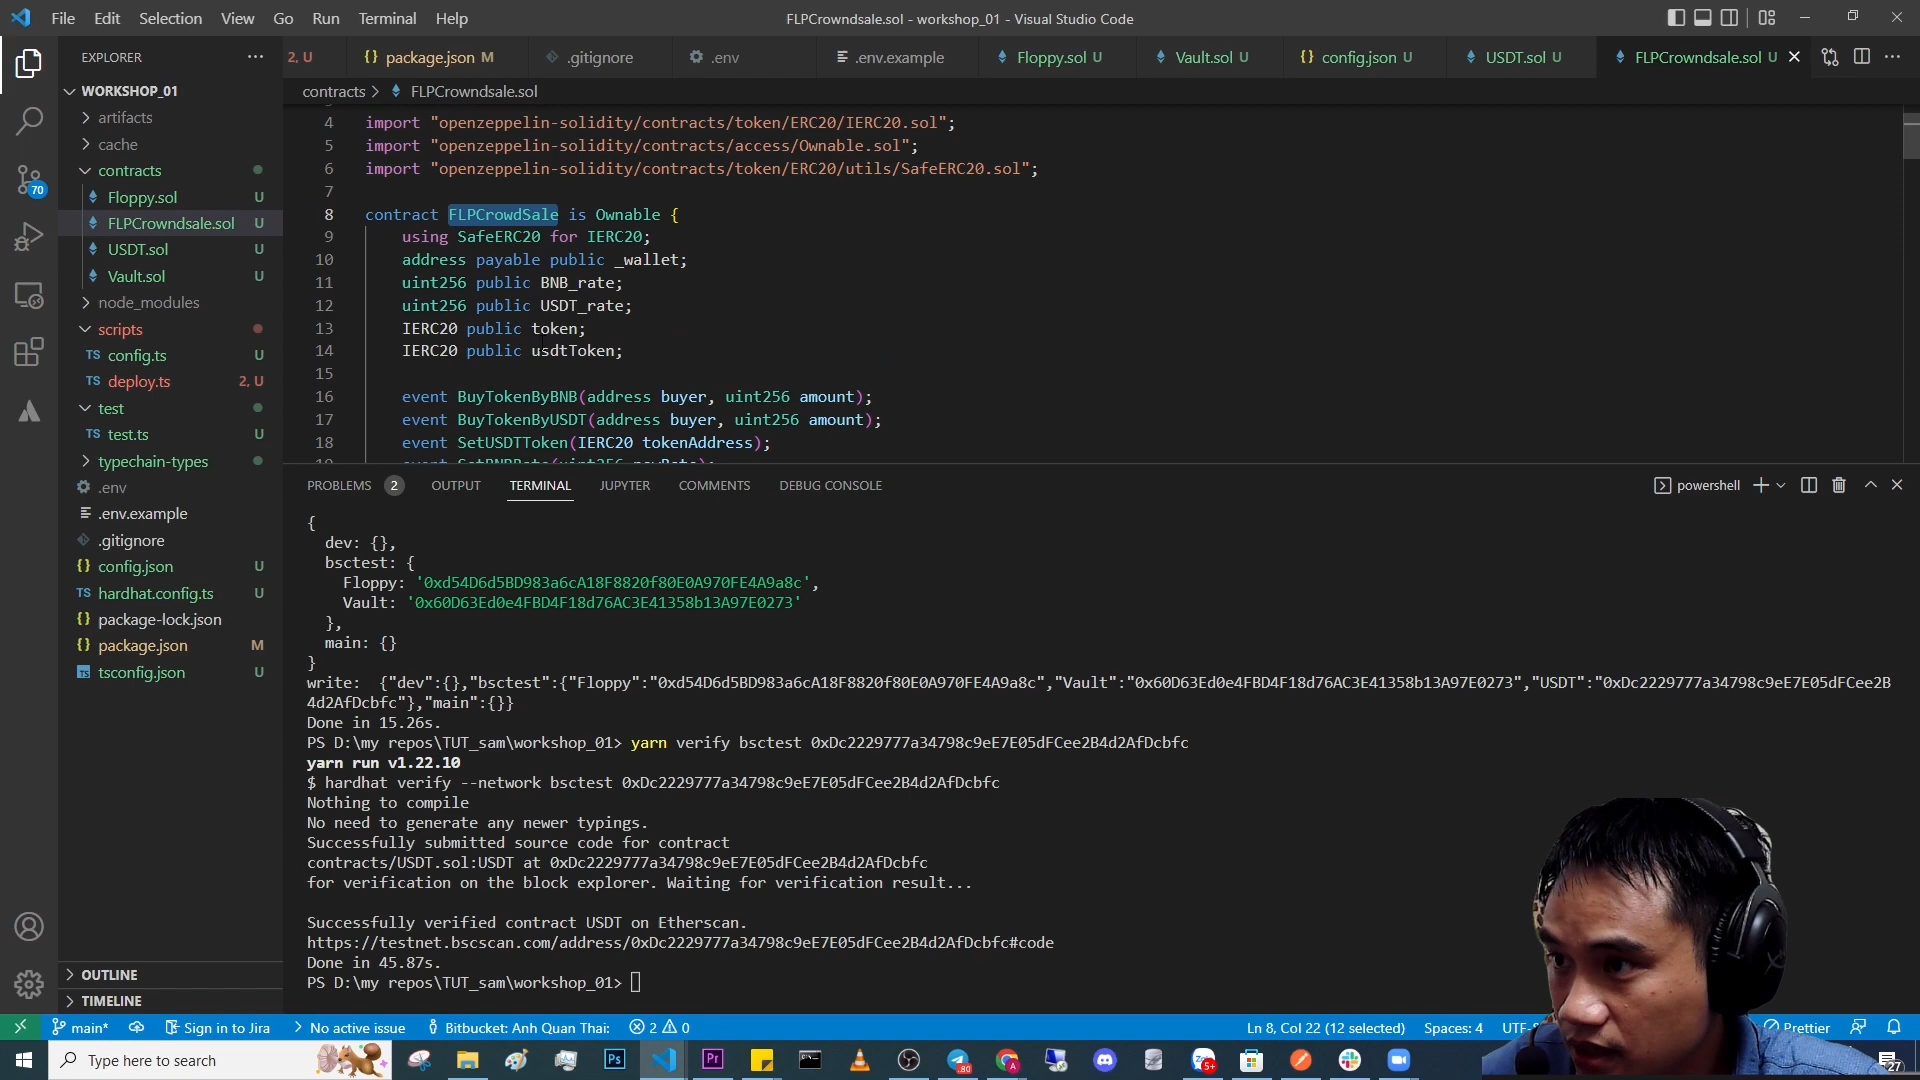 File Edit Selection View Go Run Terminal Help
FLPCrowndsale.sol - workshop_01 - Visual Studio Code
EXPLORER
2, U
package.json M
.gitignore
.env
.env.example
Floppy.sol U
Vault.sol U
config.json U
USDT.sol U
FLPCrowndsale.sol U
contracts > FLPCrowndsale.sol
WORKSHOP_01
artifacts
cache
contracts
Floppy.sol U
FLPCrowndsale.sol U
USDT.sol U
Vault.sol U
node_modules
scripts
config.ts U
deploy.ts 2, U
test
test.ts U
typechain-types
.env
.env.example
.gitignore
config.json U
hardhat.config.ts U
package-lock.json
package.json M
tsconfig.json U
OUTLINE
TIMELINE
70
4 import "openzeppelin-solidity/contracts/token/ERC20/IERC20.sol";
5 import "openzeppelin-solidity/contracts/access/Ownable.sol";
6 import "openzeppelin-solidity/contracts/token/ERC20/utils/SafeERC20.sol";
7
8 contract FLPCrowdSale is Ownable {
9 using SafeERC20 for IERC20;
10 address payable public _wallet;
11 uint256 public BNB_rate;
12 uint256 public USDT_rate;
13 IERC20 public token;
14 IERC20 public usdtToken;
15
16 event BuyTokenByBNB(address buyer, uint256 amount);
17 event BuyTokenByUSDT(address buyer, uint256 amount);
18 event SetUSDTToken(IERC20 tokenAddress);
PROBLEMS 2 OUTPUT TERMINAL JUPYTER COMMENTS DEBUG CONSOLE
powershell
{
dev: {},
bsctest: {
Floppy: '0xd54D6d5BD983a6cA18F8820f80E0A970FE4A9a8c',
Vault: '0x60D63Ed0e4FBD4F18d76AC3E41358b13A97E0273'
},
main: {}
}
write: {"dev":{},"bsctest":{"Floppy":"0xd54D6d5BD983a6cA18F8820f80E0A970FE4A9a8c","Vault":"0x60D63Ed0e4FBD4F18d76AC3E41358b13A97E0273","USDT":"0xDc2229777a34798c9eE7E05dFCee2B
4d2AfDcbfc"},"main":{}}
Done in 15.26s.
PS D:\my repos\TUT_sam\workshop_01> yarn verify bsctest 0xDc2229777a34798c9eE7E05dFCee2B4d2AfDcbfc
yarn run v1.22.10
$ hardhat verify --network bsctest 0xDc2229777a34798c9eE7E05dFCee2B4d2AfDcbfc
Nothing to compile
No need to generate any newer typings.
Successfully submitted source code for contract
contracts/USDT.sol:USDT at 0xDc2229777a34798c9eE7E05dFCee2B4d2AfDcbfc
for verification on the block explorer. Waiting for verification result...
Successfully verified contract USDT on Etherscan.
https://testnet.bscscan.com/address/0xDc2229777a34798c9eE7E05dFCee2B4d2AfDcbfc#code
Done in 45.87s.
PS D:\my repos\TUT_sam\workshop_01>
main* Sign in to Jira No active issue Bitbucket: Anh Quan Thai: 2 0
Ln 8, Col 22 (12 selected) Spaces: 4 Prettier
Type here to search
Ps
Pr
27